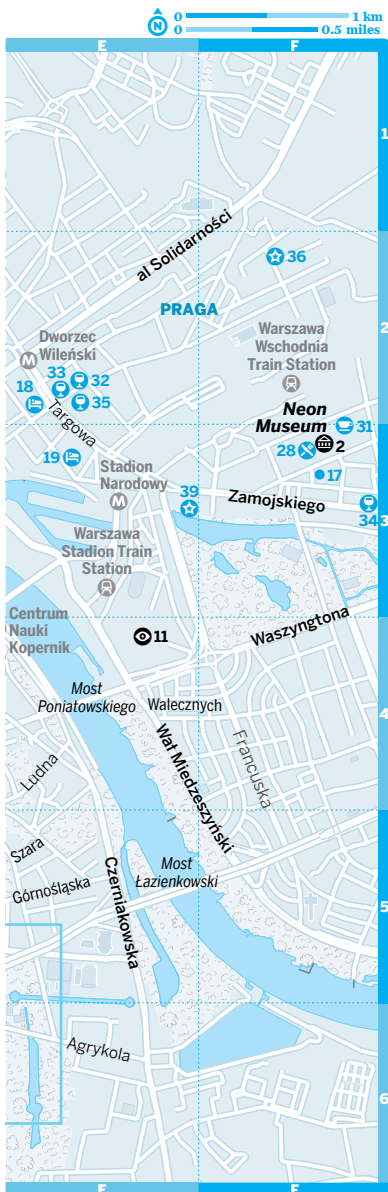 0 1 km
N
0 0.5 miles
E F
1
al Solidarności
36
PRAGA
2
Dworzec
Wileński
M
Warszawa
Wschodnia
Train Station
33
32
18
35
Targowa
Neon
Museum
31
2
28
19
17
Stadion
Narodowy
M
39
Zamojskiego
34
3
Warszawa
Stadion Train
Station
Centrum
Nauki
Kopernik
11
Waszyngtona
Most
Poniatowskiego
Walecznych
4
Wał Miedzeszyński
Francuska
Ludna
Szara
Most
Łazienkowski
Górnośląska
Czerniakowska
5
Agrykola
6
E F